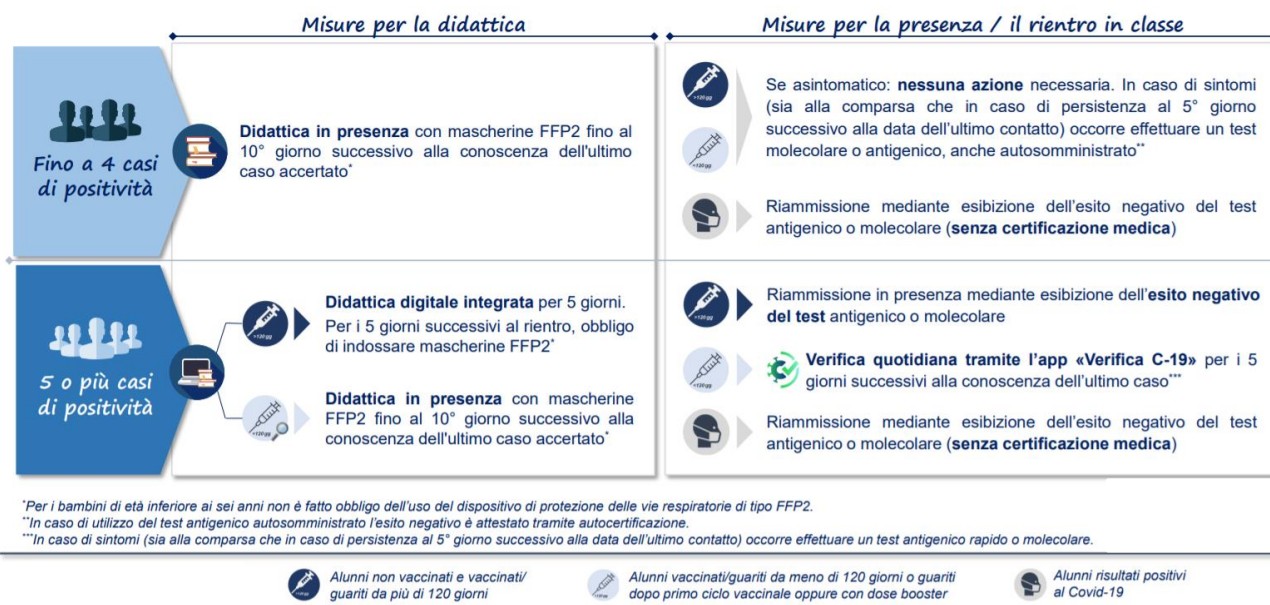 Misure per la didattica
Misure per la presenza / il rientro in classe
Fino a 4 casi
di positività
Didattica in presenza con mascherine FFP2 fino al
10° giorno successivo alla conoscenza dell'ultimo
caso accertato*
>120 gg
Se asintomatico: nessuna azione necessaria. In caso di sintomi
(sia alla comparsa che in caso di persistenza al 5° giorno
successivo alla data dell'ultimo contatto) occorre effettuare un test
molecolare o antigenico, anche autosomministrato**
Riammissione mediante esibizione dell'esito negativo del test
antigenico o molecolare (senza certificazione medica)
5 o più casi
di positività
>120 gg
Didattica digitale integrata per 5 giorni.
Per i 5 giorni successivi al rientro, obbligo
di indossare mascherine FFP2*
Didattica in presenza con mascherine
FFP2 fino al 10° giorno successivo alla
conoscenza dell'ultimo caso accertato*
>120 gg
Riammissione in presenza mediante esibizione dell'esito negativo
del test antigenico o molecolare
Verifica quotidiana tramite l'app «Verifica C-19» per i 5
giorni successivi alla conoscenza dell'ultimo caso***
Riammissione mediante esibizione dell'esito negativo del test
antigenico o molecolare (senza certificazione medica)
*Per i bambini di età inferiore ai sei anni non è fatto obbligo dell'uso del dispositivo di protezione delle vie respiratorie di tipo FFP2.
**In caso di utilizzo del test antigenico autosomministrato l'esito negativo è attestato tramite autocertificazione.
***In caso di sintomi (sia alla comparsa che in caso di persistenza al 5° giorno successivo alla data dell'ultimo contatto) occorre effettuare un test antigenico rapido o molecolare.
>120 gg
Alunni non vaccinati e vaccinati/
guariti da più di 120 giorni
Alunni vaccinati/guariti da meno di 120 giorni o guariti
dopo primo ciclo vaccinale oppure con dose booster
Alunni risultati positivi
al Covid-19